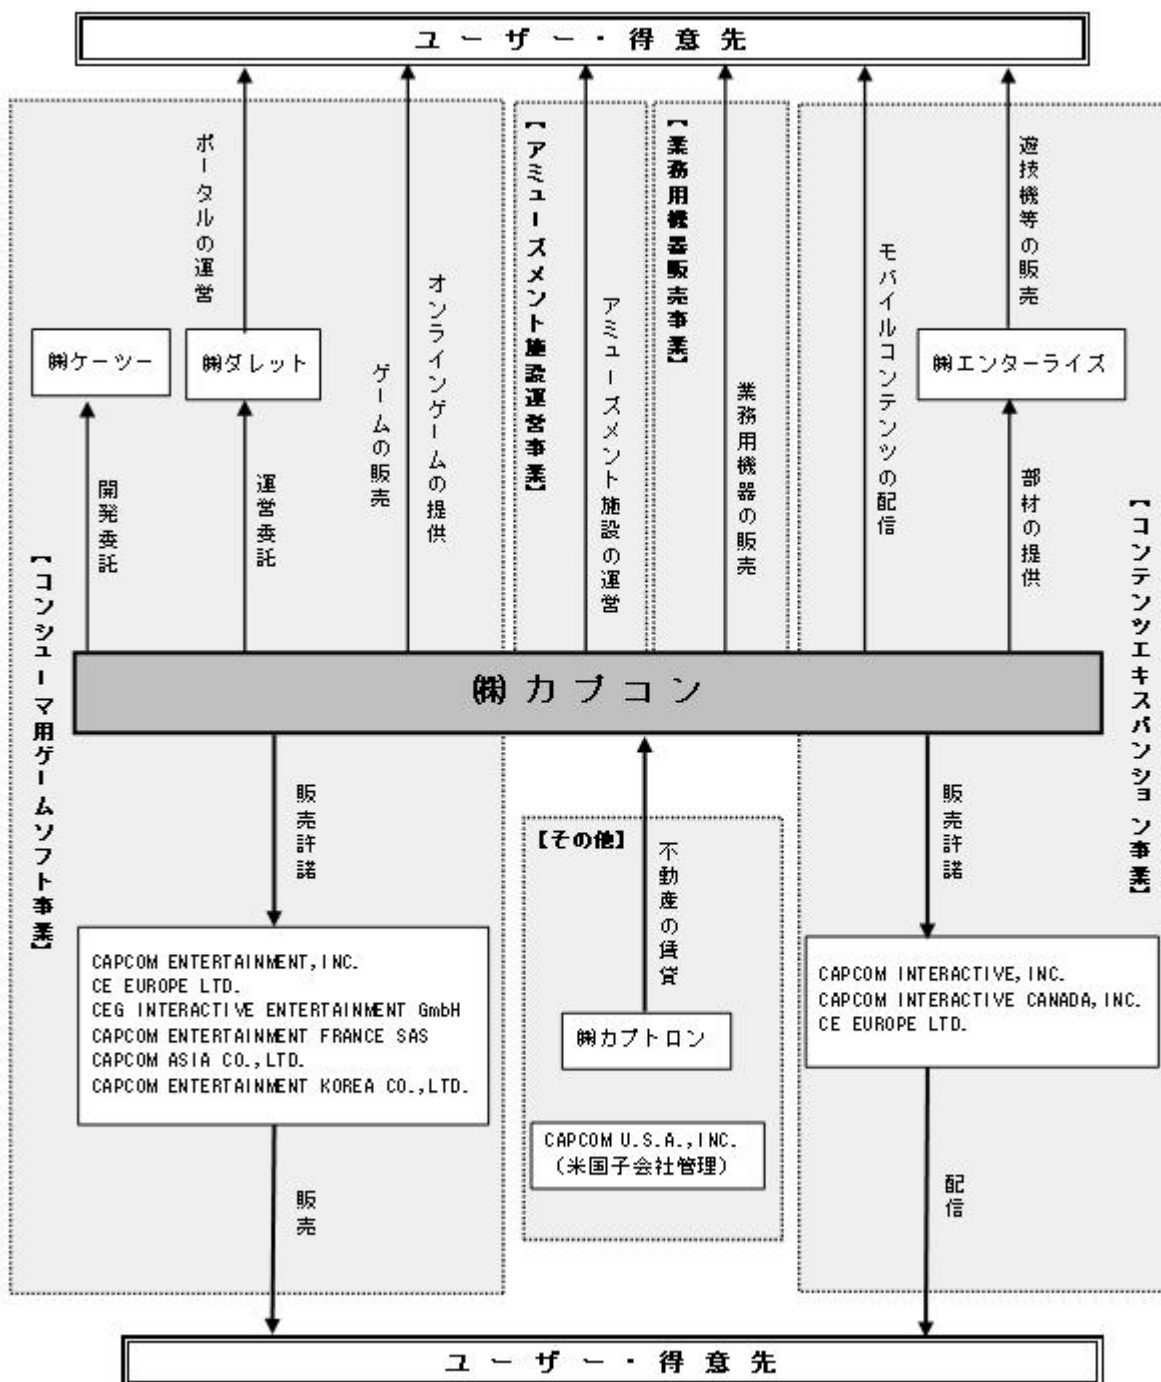 ユーザー・得意先
ポータルの運営
ゲームの販売
オンラインゲームの提供
【アミューズメント施設運営事業】
アミューズメント施設の運営
【業務用機器販売事業】
業務用機器の販売
モバイルコンテンツの配信
遊技機等の販売
㈱ケーツー
㈱ダレット
㈱エンターライズ
開発委託
運営委託
部材の提供
【コンシューマ用ゲームソフト事業】
【コンテンツエキスパンション事業】
㈱カプコン
販売許諾
【その他】
不動産の賃貸
販売許諾
CAPCOM ENTERTAINMENT,INC.
CE EUROPE LTD.
CEG INTERACTIVE ENTERTAINMENT GmbH
CAPCOM ENTERTAINMENT FRANCE SAS
CAPCOM ASIA CO.,LTD.
CAPCOM ENTERTAINMENT KOREA CO.,LTD.
㈱カプトロン
CAPCOM U.S.A.,INC.
（米国子会社管理）
CAPCOM INTERACTIVE,INC.
CAPCOM INTERACTIVE CANADA,INC.
CE EUROPE LTD.
販売
配信
ユーザー・得意先